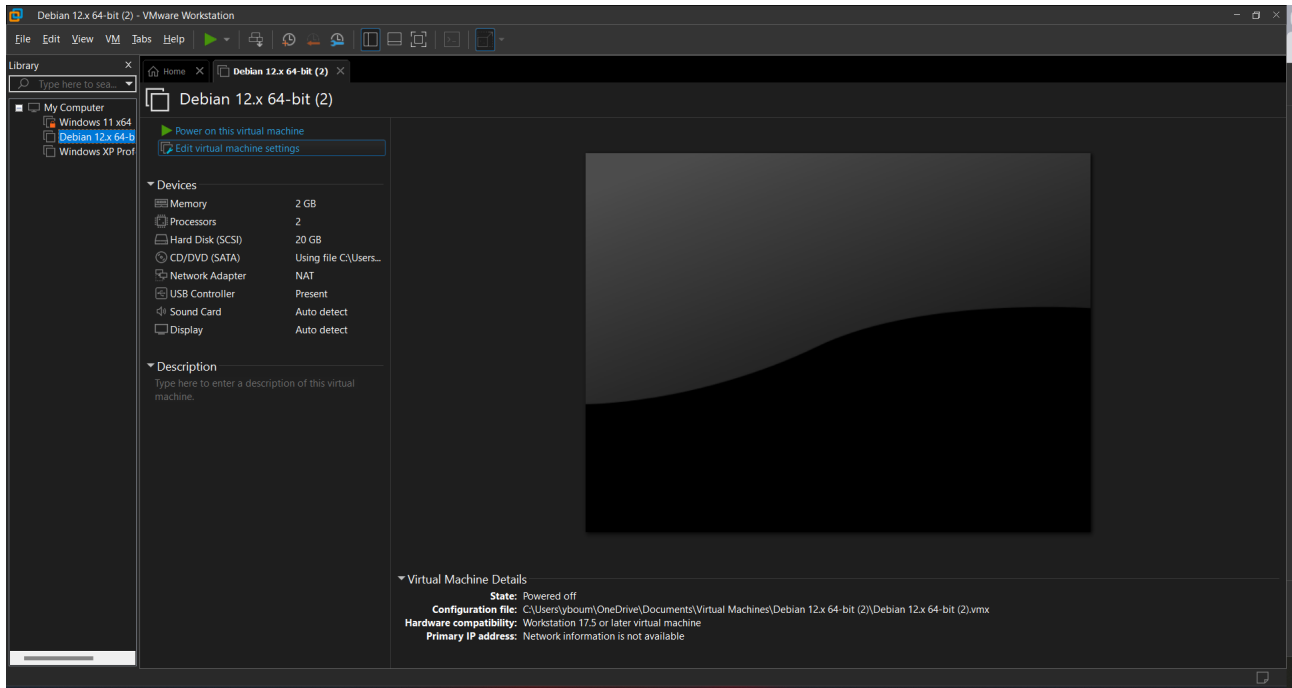 Debian 12.x 64-bit (2) - VMware Workstation
File Edit View VM Tabs Help
Library
Type here to sea...
My Computer
Windows 11 x64
Debian 12.x 64-b
Windows XP Prof
Home
Debian 12.x 64-bit (2)
Debian 12.x 64-bit (2)
Power on this virtual machine
Edit virtual machine settings
Devices
Memory 2 GB
Processors 2
Hard Disk (SCSI) 20 GB
CD/DVD (SATA) Using file C:\Users...
Network Adapter NAT
USB Controller Present
Sound Card Auto detect
Display Auto detect
Description
Type here to enter a description of this virtual
machine.
Virtual Machine Details
State: Powered off
Configuration file: C:\Users\yboum\OneDrive\Documents\Virtual Machines\Debian 12.x 64-bit (2)\Debian 12.x 64-bit (2).vmx
Hardware compatibility: Workstation 17.5 or later virtual machine
Primary IP address: Network information is not available